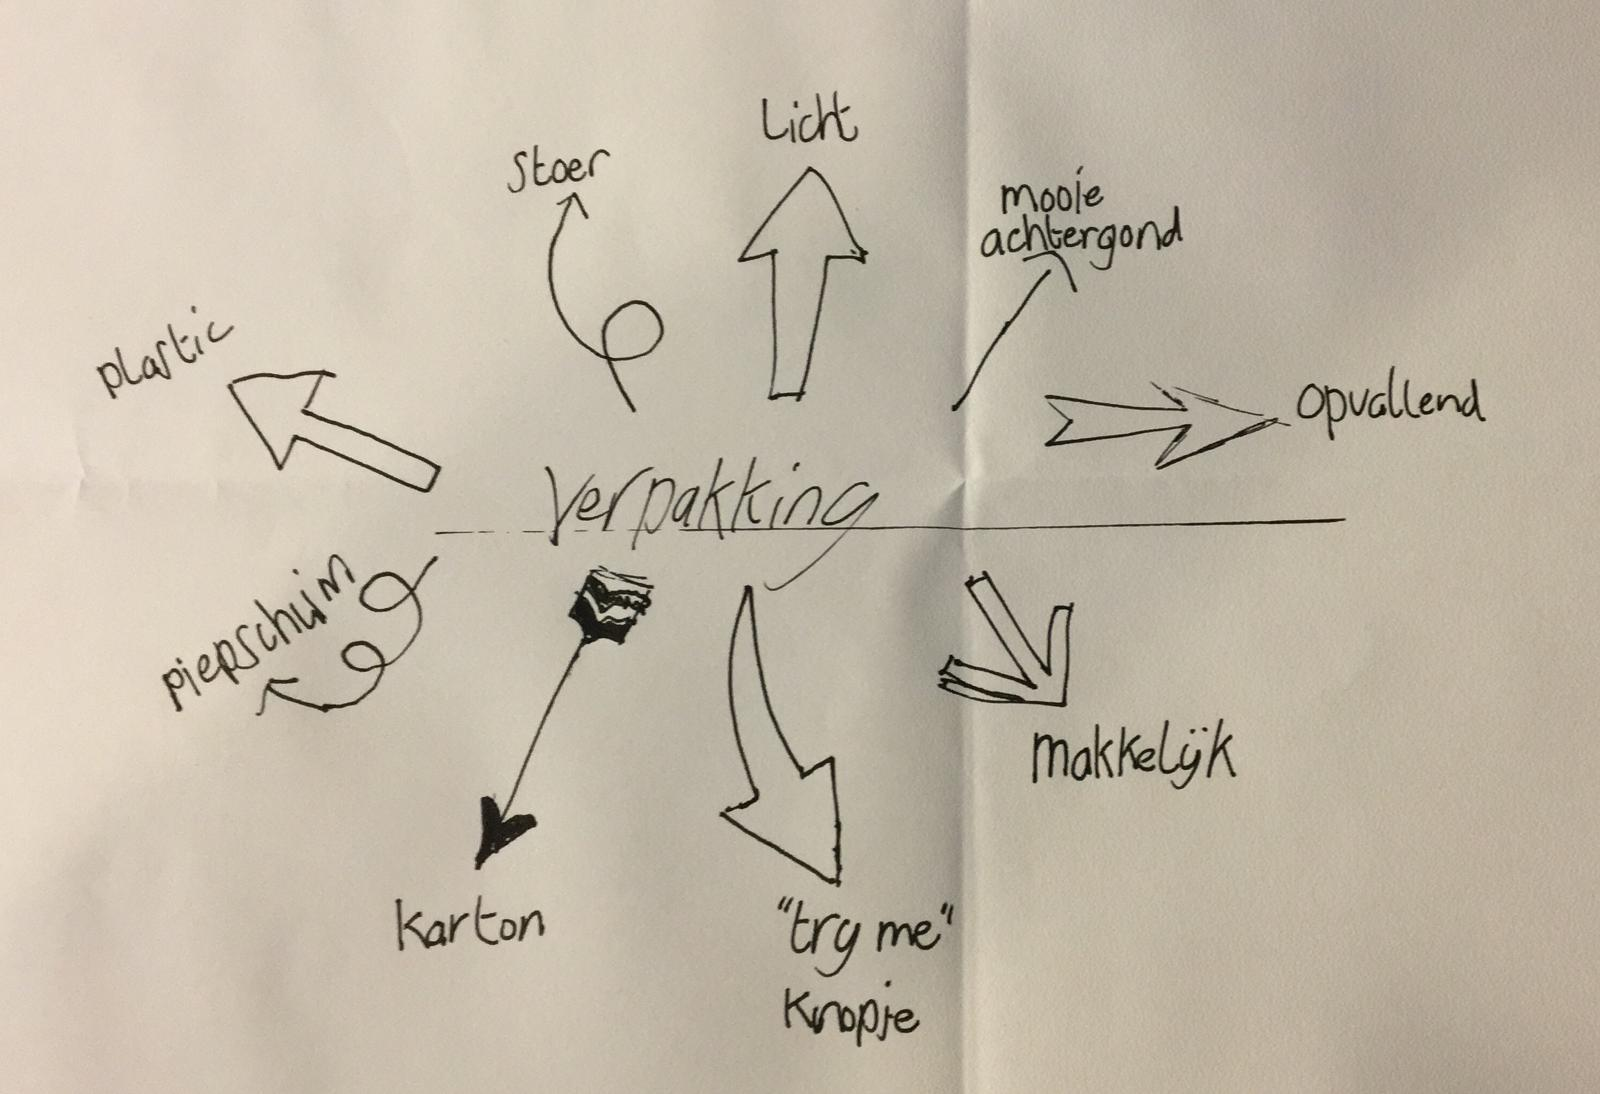 Licht
Stoer
mooie
achtergond
plastic
Opvallend
Verpakking
piepschuim
Makkelijk
Karton
"try me"
Knopje